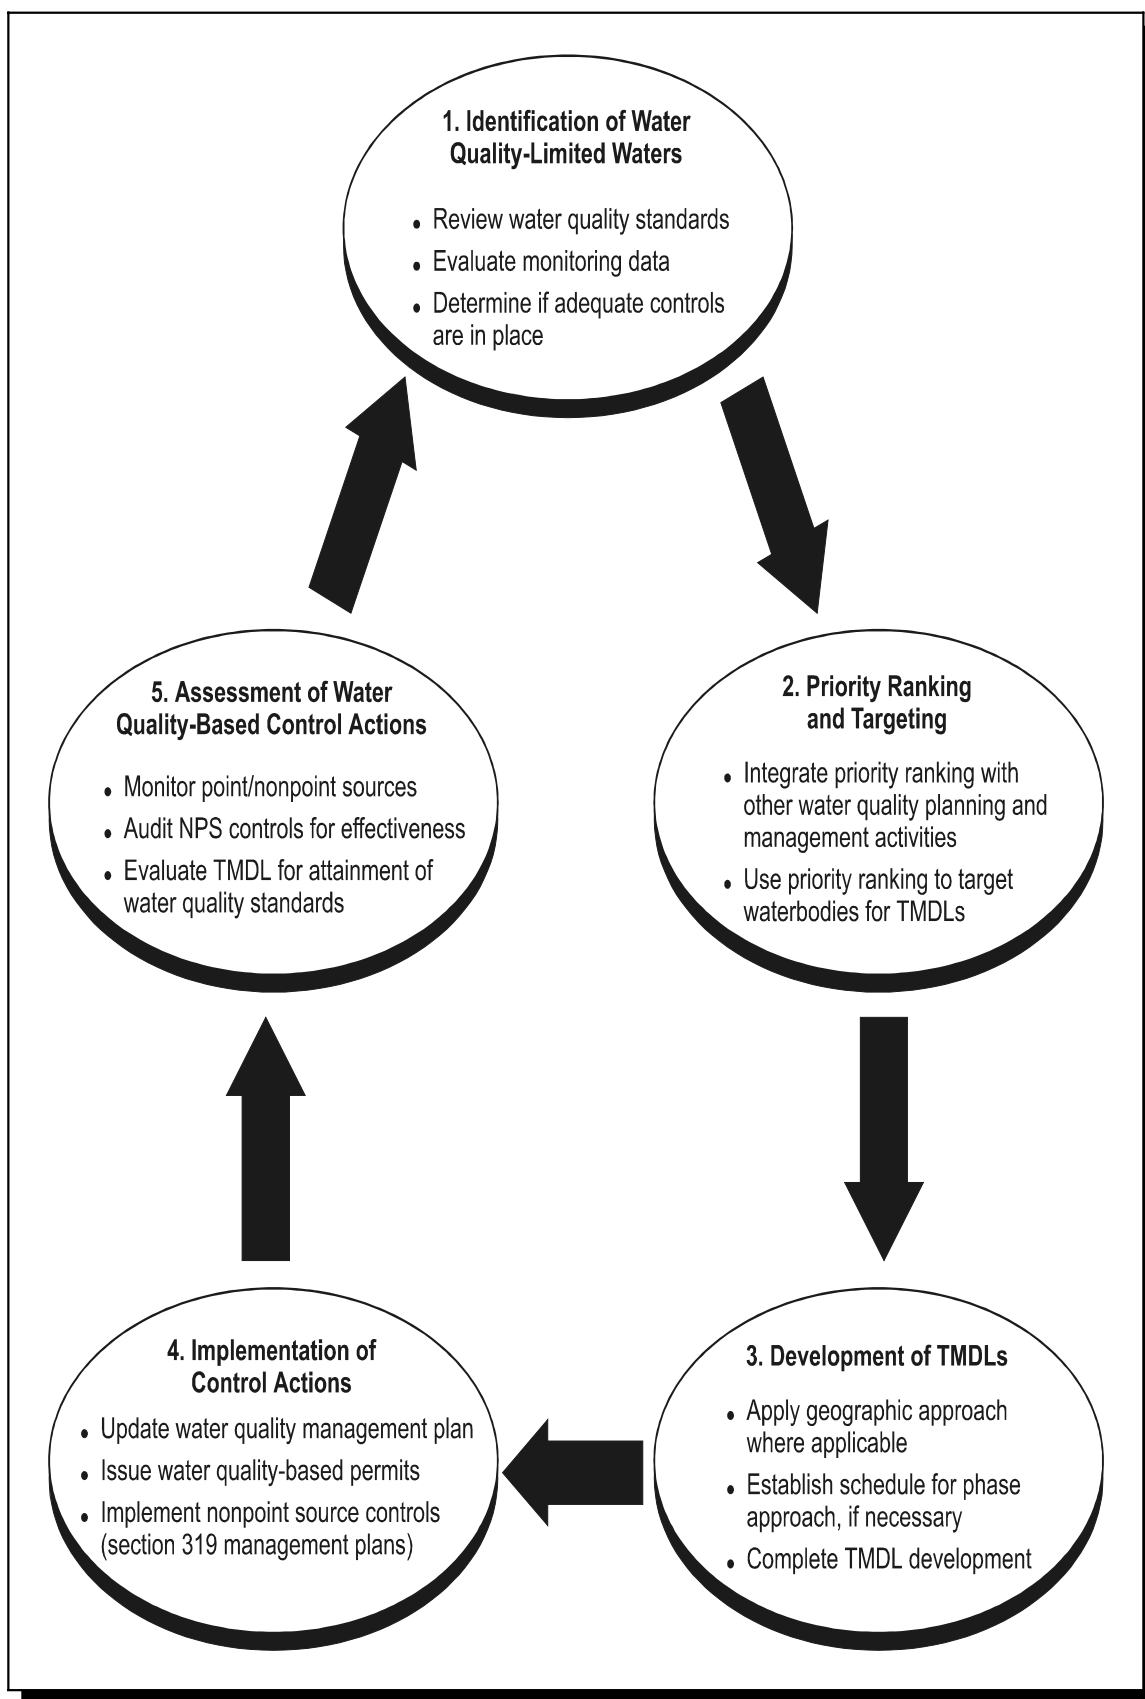 1. Identification of Water
Quality-Limited Waters
• Review water quality standards
• Evaluate monitoring data
• Determine if adequate controls
are in place
2. Priority Ranking
and Targeting
• Integrate priority ranking with
other water quality planning and
management activities
• Use priority ranking to target
waterbodies for TMDLs
3. Development of TMDLs
• Apply geographic approach
where applicable
• Establish schedule for phase
approach, if necessary
• Complete TMDL development
4. Implementation of
Control Actions
• Update water quality management plan
• Issue water quality-based permits
• Implement nonpoint source controls
(section 319 management plans)
5. Assessment of Water
Quality-Based Control Actions
• Monitor point/nonpoint sources
• Audit NPS controls for effectiveness
• Evaluate TMDL for attainment of
water quality standards